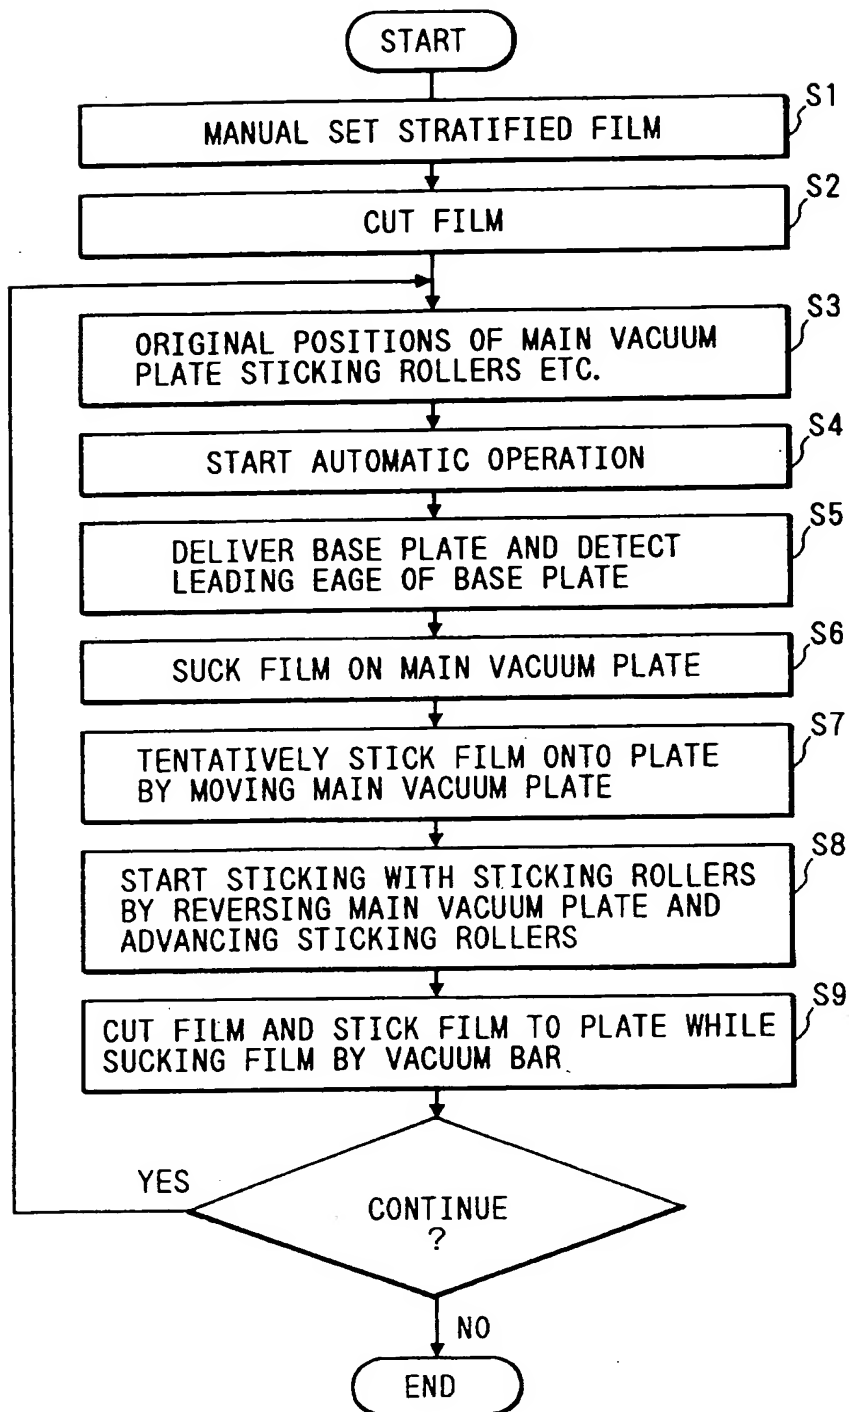 START
S1
MANUAL SET STRATIFIED FILM
S2
CUT FILM
S3
ORIGINAL POSITIONS OF MAIN VACUUM
PLATE STICKING ROLLERS ETC.
S4
START AUTOMATIC OPERATION
S5
DELIVER BASE PLATE AND DETECT
LEADING EAGE OF BASE PLATE
S6
SUCK FILM ON MAIN VACUUM PLATE
S7
TENTATIVELY STICK FILM ONTO PLATE
BY MOVING MAIN VACUUM PLATE
S8
START STICKING WITH STICKING ROLLERS
BY REVERSING MAIN VACUUM PLATE AND
ADVANCING STICKING ROLLERS
S9
CUT FILM AND STICK FILM TO PLATE WHILE
SUCKING FILM BY VACUUM BAR
YES
CONTINUE
?
NO
END